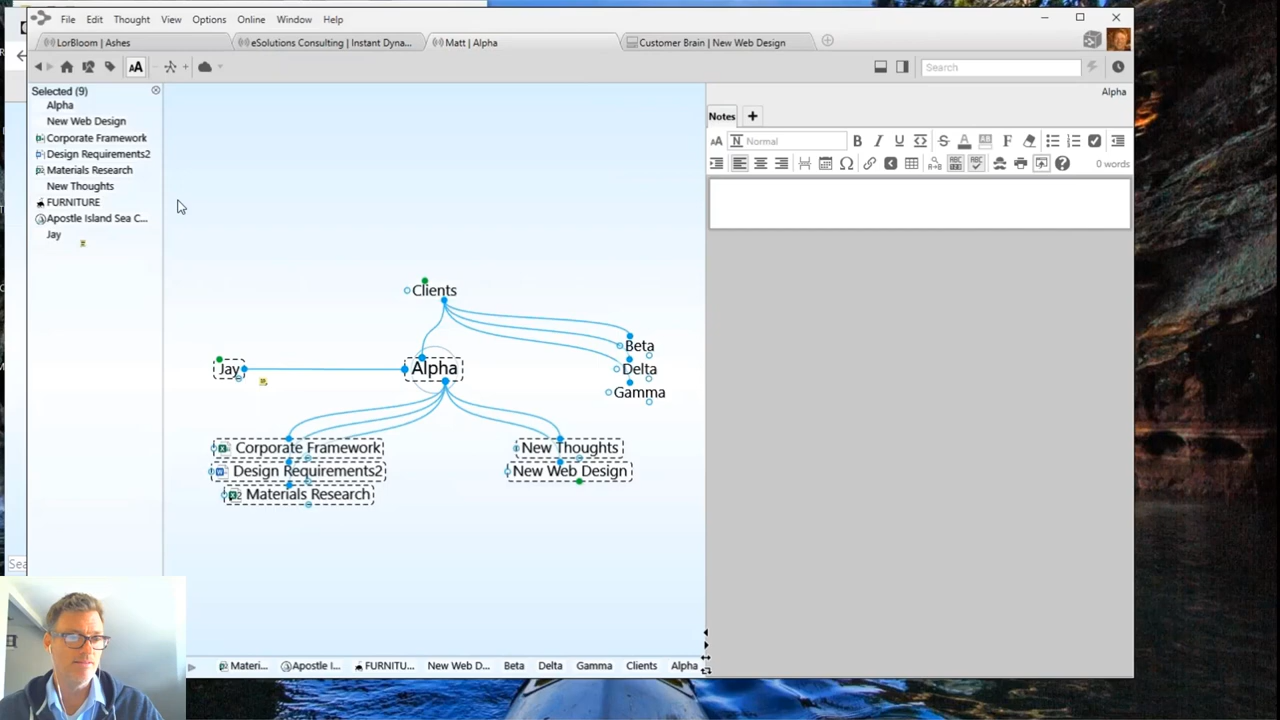 File Edit Thought View Options Online Window Help
LorBloom | Ashes
eSolutions Consulting | Instant Dyna...
Matt | Alpha
Customer Brain | New Web Design
Search
Selected (9)
Alpha
New Web Design
Corporate Framework
Design Requirements2
Materials Research
New Thoughts
FURNITURE
Apostle Island Sea C...
Jay
Clients
Beta
Alpha
Jay
Delta
Gamma
Corporate Framework
Design Requirements2
Materials Research
New Thoughts
New Web Design
Materi...
Apostle I...
FURNITU...
New Web D...
Beta
Delta
Gamma
Clients
Alpha
Alpha
Notes
Normal
0 words
Sea